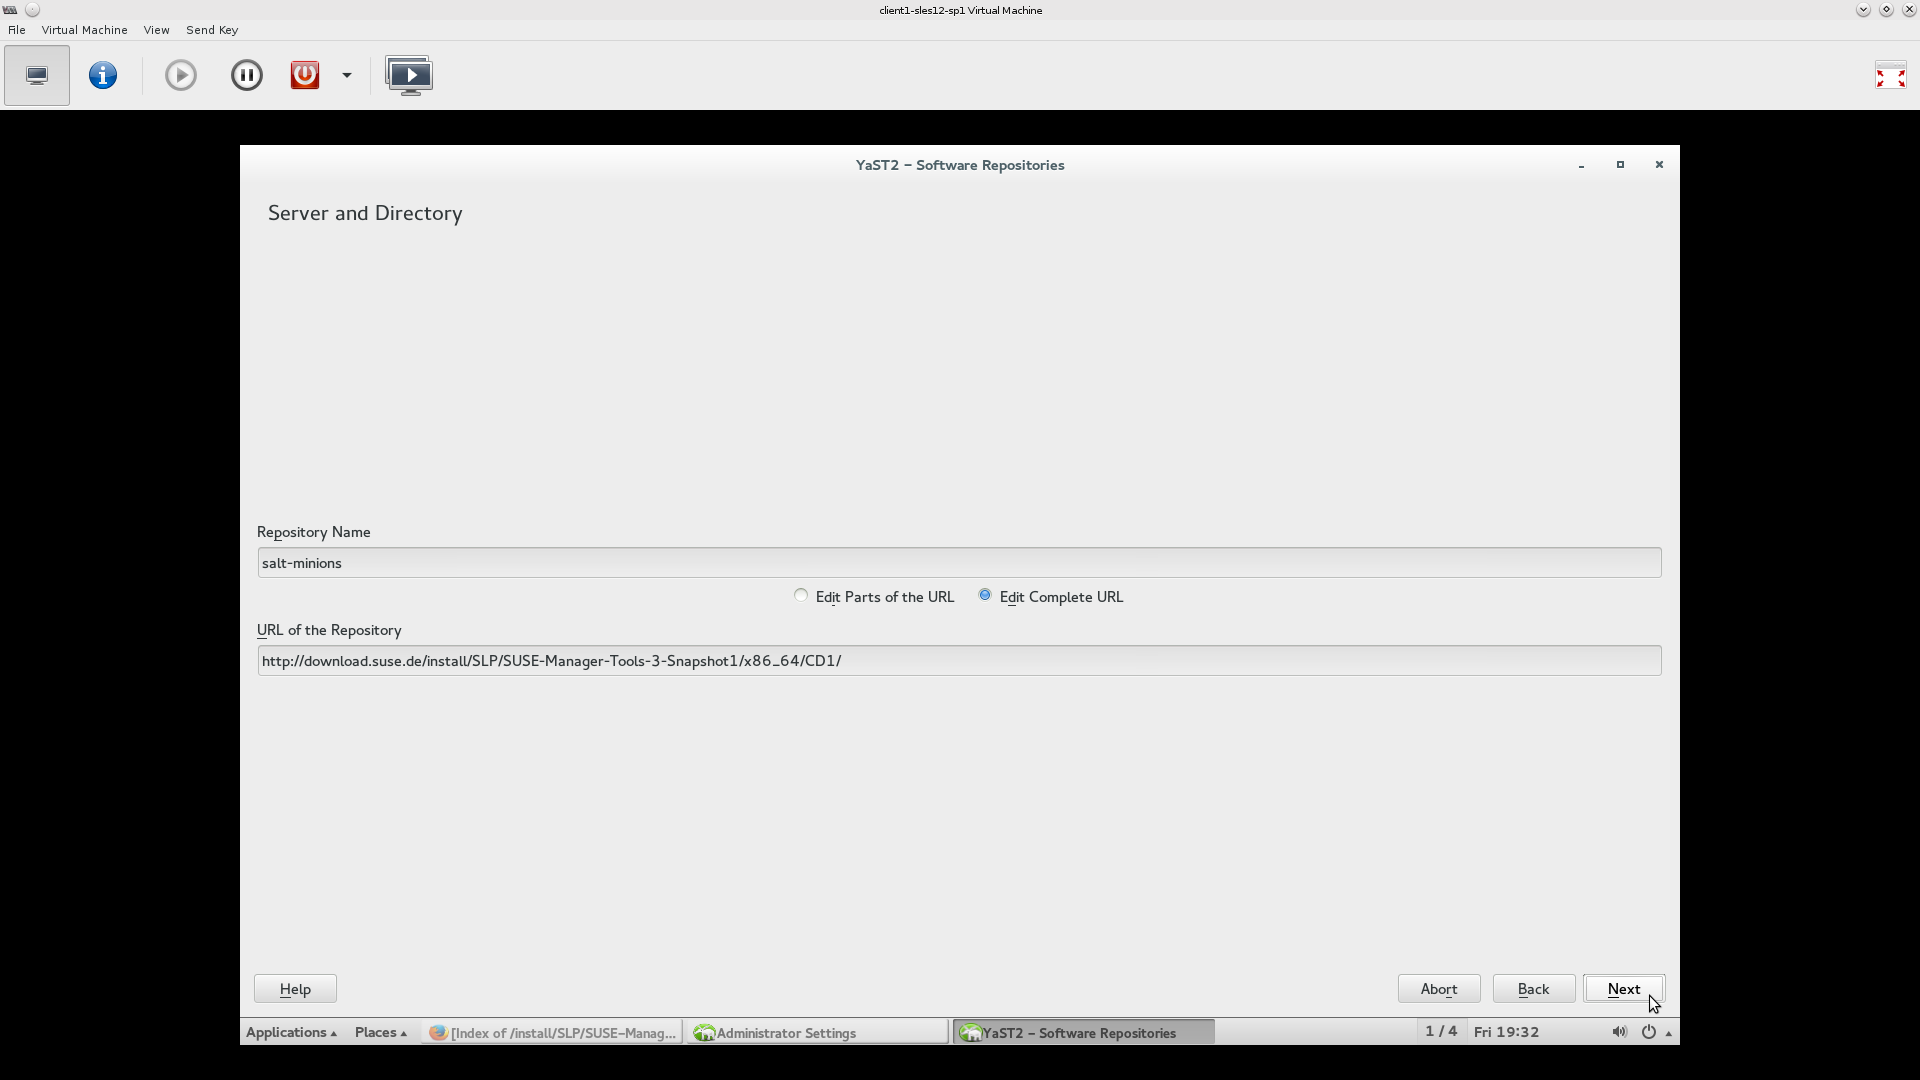 client1-sles12-sp1 Virtual Machine
File Virtual Machine View Send Key
YaST2 – Software Repositories
Server and Directory
Repository Name
salt-minions
Edit Parts of the URL Edit Complete URL
URL of the Repository
http://download.suse.de/install/SLP/SUSE-Manager-Tools-3-Snapshot1/x86_64/CD1/
Help Abort Back Next
Applications Places [Index of /install/SLP/SUSE–Manag... Administrator Settings YaST2 – Software Repositories 1 / 4 Fri 19:32